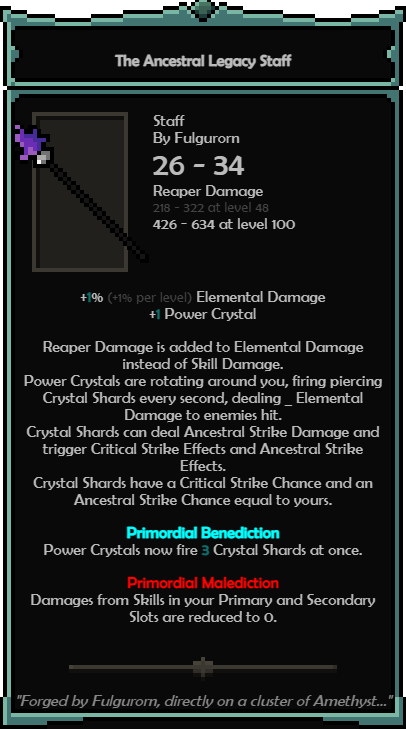 The Ancestral Legacy Staff
Staff
By Fulgurorn
26 - 34
Reaper Damage
218 - 322 at level 48
426 - 634 at level 100
+1% (+1% per level) Elemental Damage
+1 Power Crystal
Reaper Damage is added to Elemental Damage
instead of Skill Damage.
Power Crystals are rotating around you, firing piercing
Crystal Shards every second, dealing _ Elemental
Damage to enemies hit.
Crystal Shards can deal Ancestral Strike Damage and
trigger Critical Strike Effects and Ancestral Strike
Effects.
Crystal Shards have a Critical Strike Chance and an
Ancestral Strike Chance equal to yours.
Primordial Benediction
Power Crystals now fire 3 Crystal Shards at once.
Primordial Malediction
Damages from Skills in your Primary and Secondary
Slots are reduced to 0.
"Forged by Fulgurorn, directly on a cluster of Amethyst..."